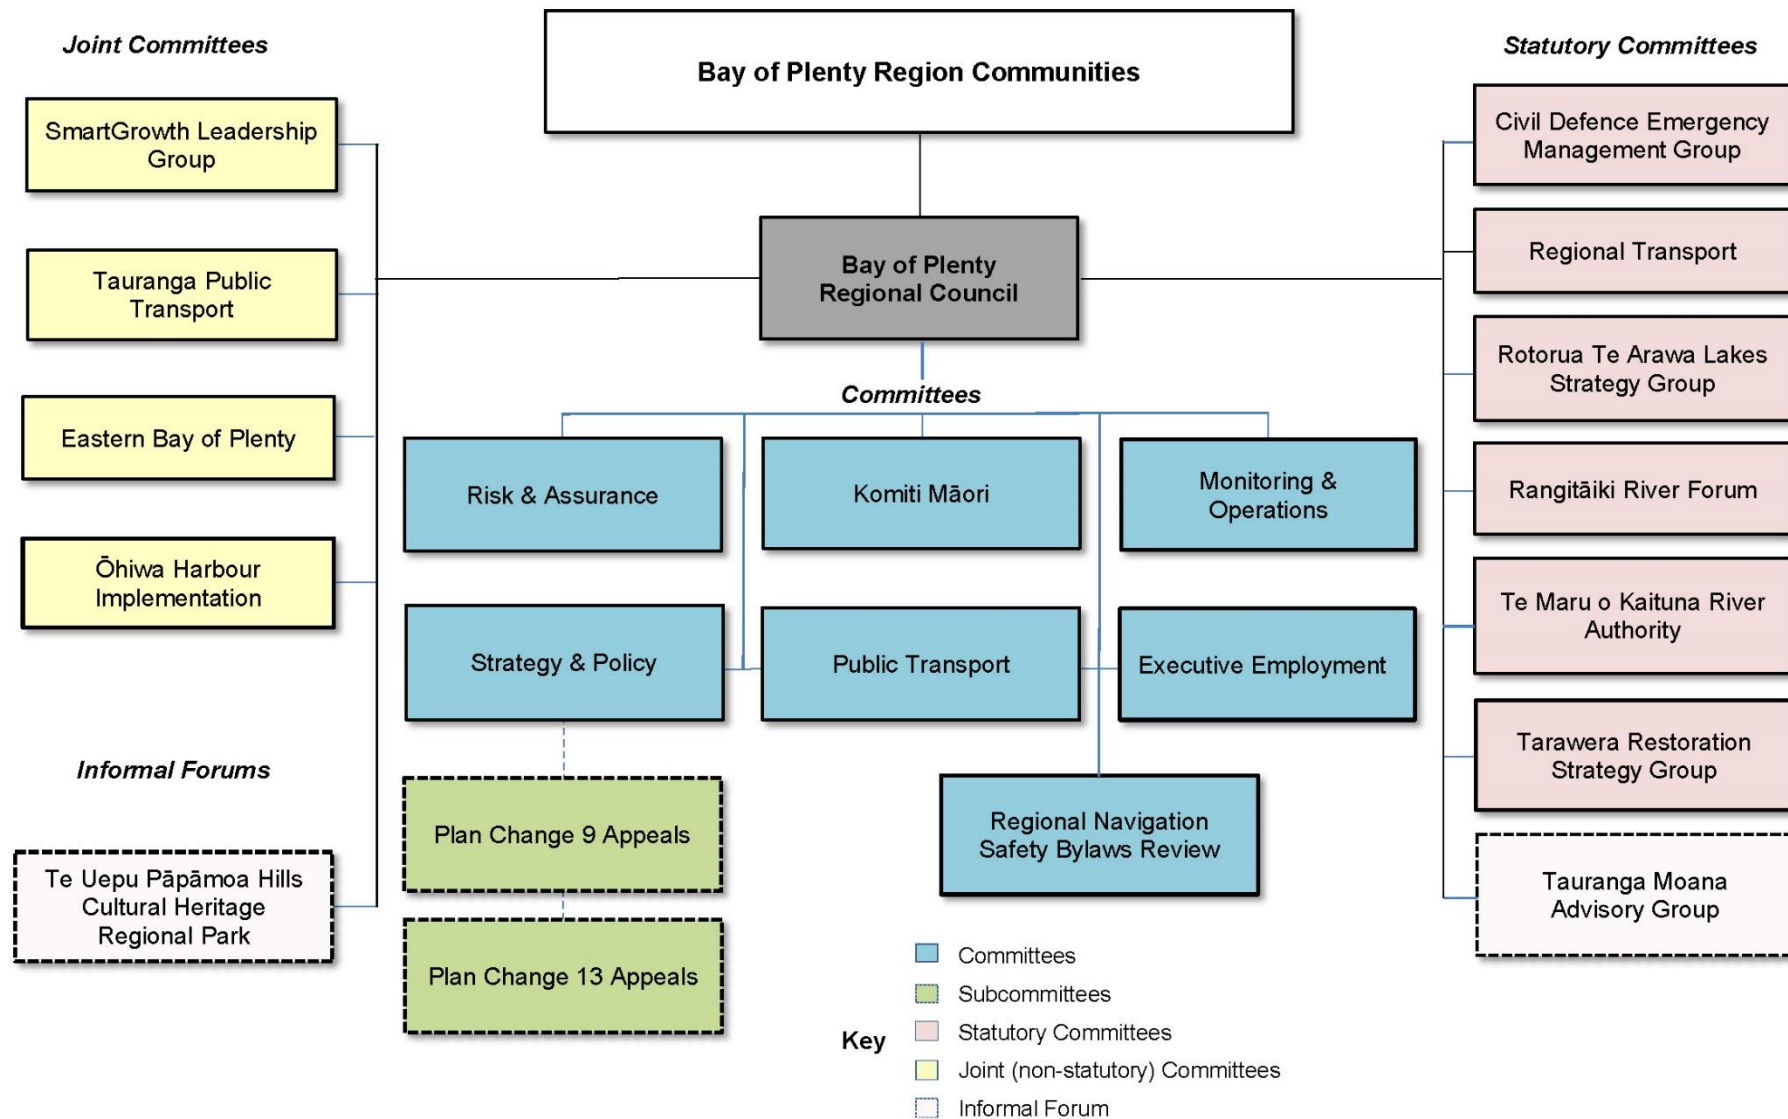 Joint Committees
SmartGrowth Leadership
Group
Tauranga Public
Transport
Eastern Bay of Plenty
Ōhiwa Harbour
Implementation
Informal Forums
Te Uepu Pāpāmoa Hills
Cultural Heritage
Regional Park
Bay of Plenty Region Communities
Bay of Plenty
Regional Council
Committees
Risk & Assurance
Komiti Māori
Monitoring &
Operations
Strategy & Policy
Public Transport
Executive Employment
Plan Change 9 Appeals
Plan Change 13 Appeals
Regional Navigation
Safety Bylaws Review
Statutory Committees
Civil Defence Emergency
Management Group
Regional Transport
Rotorua Te Arawa Lakes
Strategy Group
Rangitāiki River Forum
Te Maru o Kaituna River
Authority
Tarawera Restoration
Strategy Group
Tauranga Moana
Advisory Group
Key
Committees
Subcommittees
Statutory Committees
Joint (non-statutory) Committees
Informal Forum